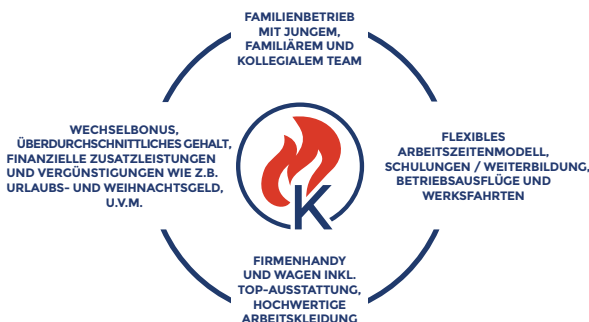 FAMILIENBETRIEB
MIT JUNGEM,
FAMILIÄREM UND
KOLLEGIALEM TEAM
WECHSELBONUS,
ÜBERDURCHSCHNITTLICHES GEHALT,
FINANZIELLE ZUSATZLEISTUNGEN
UND VERGÜNSTIGUNGEN WIE Z.B.
URLAUBS- UND WEIHNACHTSGELD,
U.V.M.
K
FLEXIBLES
ARBEITSZEITENMODELL,
SCHULUNGEN / WEITERBILDUNG,
BETRIEBSAUSFLÜGE UND
WERKSFAHRTEN
FIRMENHANDY
UND WAGEN INKL.
TOP-AUSSTATTUNG,
HOCHWERTIGE
ARBEITSKLEIDUNG